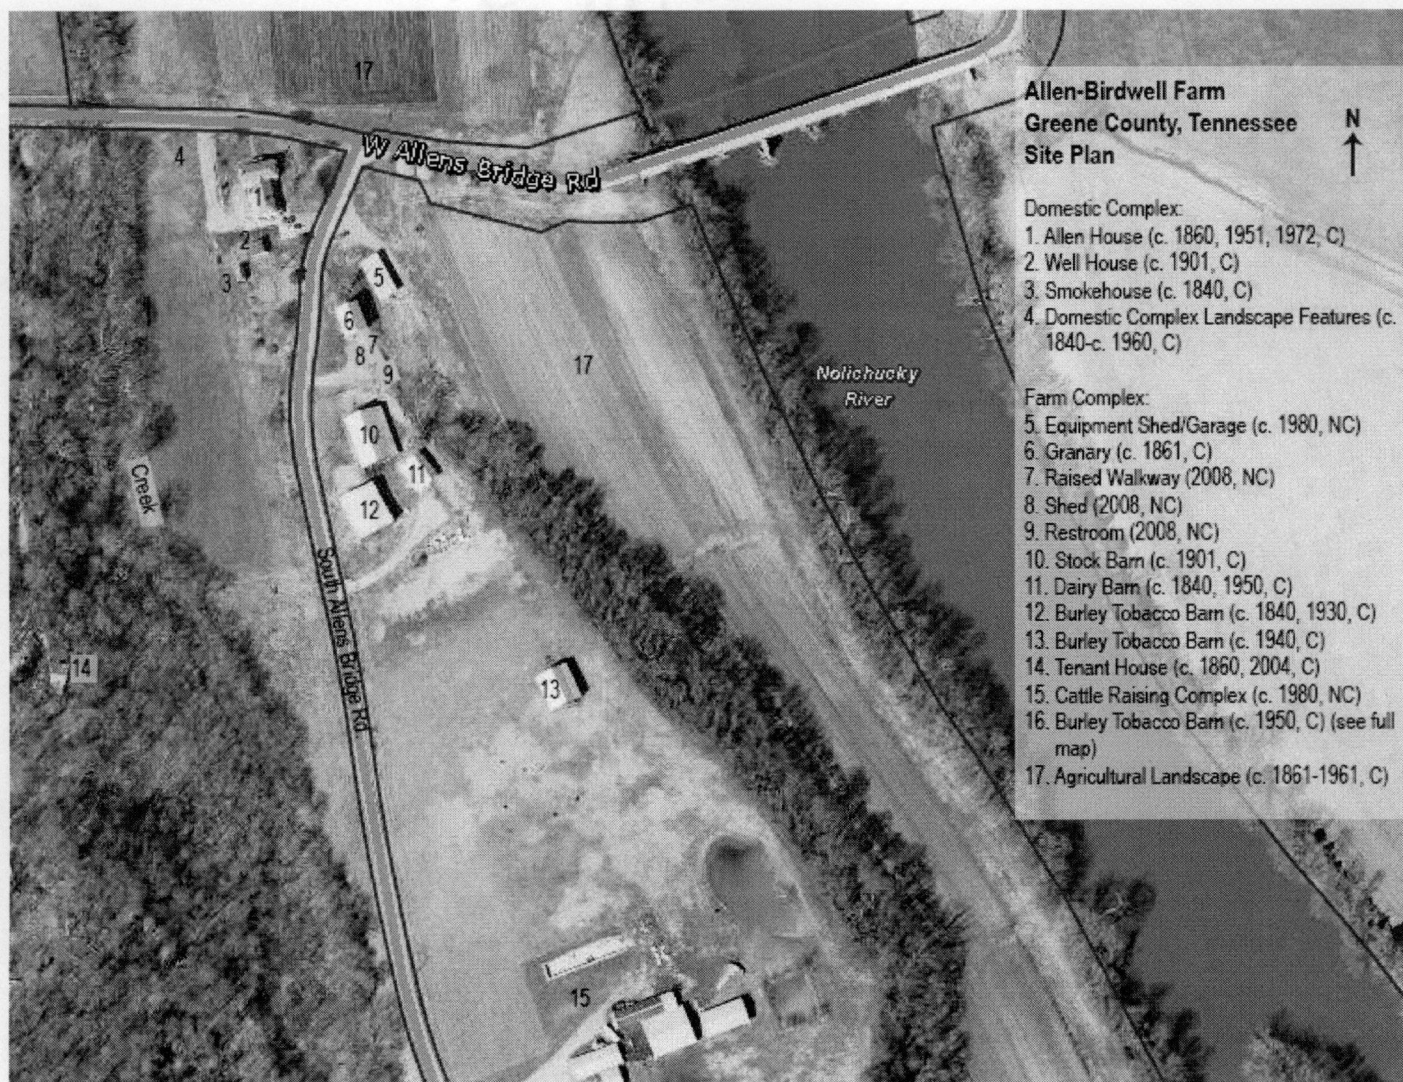 17
Allen-Birdwell Farm
Greene County, Tennessee
Site Plan
N
4
W Allens Bridge Rd
1
2
3
5
6
7
8
9
17
Nolichucky
River
10
11
12
Creek
South Allens Bridge Rd
13
14
15
Domestic Complex:
1. Allen House (c. 1860, 1951, 1972, C)
2. Well House (c. 1901, C)
3. Smokehouse (c. 1840, C)
4. Domestic Complex Landscape Features (c.
1840-c. 1960, C)
Farm Complex:
5. Equipment Shed/Garage (c. 1980, NC)
6. Granary (c. 1861, C)
7. Raised Walkway (2008, NC)
8. Shed (2008, NC)
9. Restroom (2008, NC)
10. Stock Barn (c. 1901, C)
11. Dairy Barn (c. 1840, 1950, C)
12. Burley Tobacco Barn (c. 1840, 1930, C)
13. Burley Tobacco Barn (c. 1940, C)
14. Tenant House (c. 1860, 2004, C)
15. Cattle Raising Complex (c. 1980, NC)
16. Burley Tobacco Barn (c. 1950, C) (see full
map)
17. Agricultural Landscape (c. 1861-1961, C)